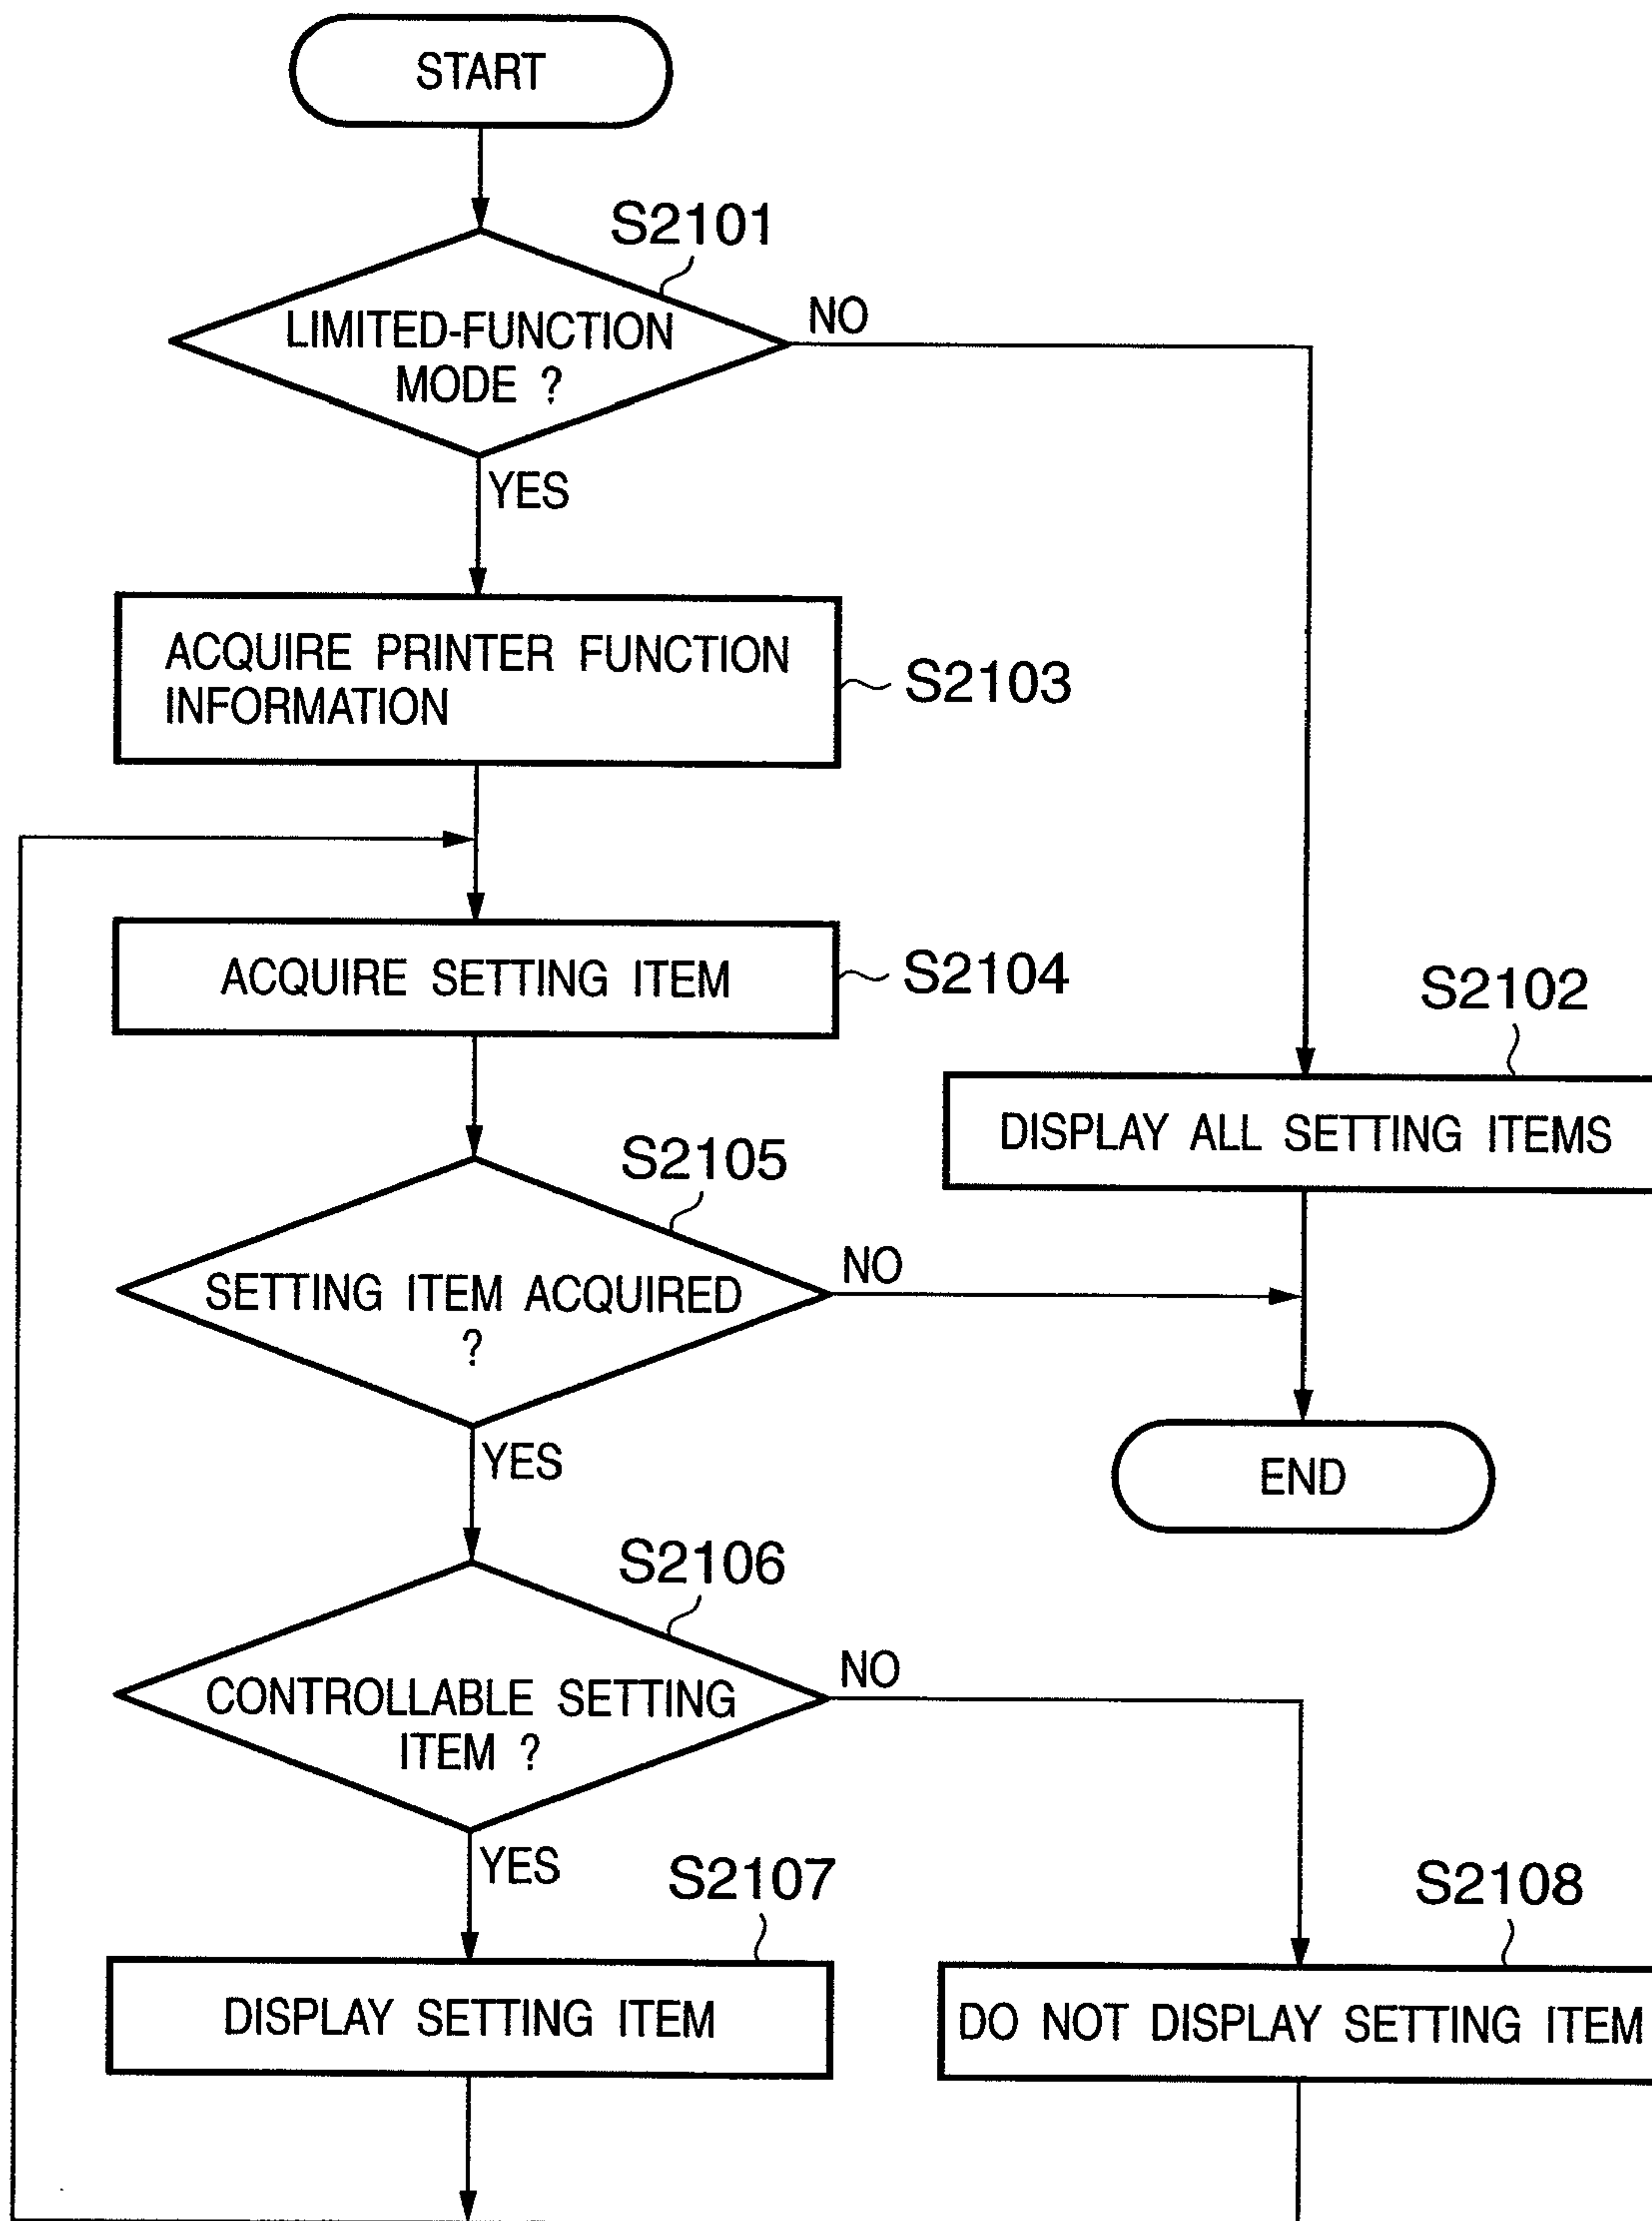 START
S2101
LIMITED-FUNCTION
MODE ?
NO
YES
ACQUIRE PRINTER FUNCTION
INFORMATION
S2103
ACQUIRE SETTING ITEM
S2104
S2102
DISPLAY ALL SETTING ITEMS
S2105
SETTING ITEM ACQUIRED
?
NO
YES
END
S2106
CONTROLLABLE SETTING
ITEM ?
NO
YES
S2107
DISPLAY SETTING ITEM
S2108
DO NOT DISPLAY SETTING ITEM